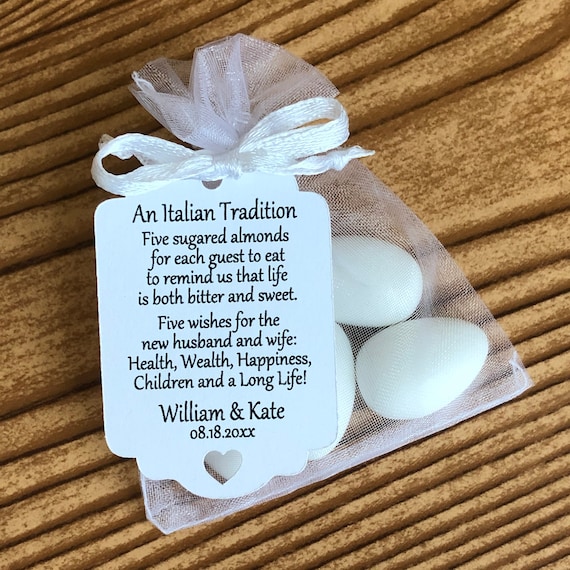 An Italian Tradition
Five sugared almonds
for each guest to eat
to remind us that life
is both bitter and sweet.
Five wishes for the
new husband and wife:
Health, Wealth, Happiness,
Children and a Long Life!
William & Kate
08.18.20xx